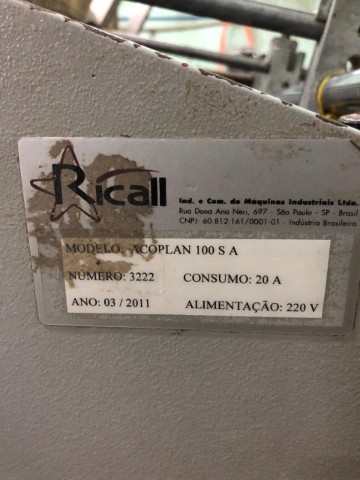 Ricall
Ind. e Com. de Máquinas Industriais Ltda.
Rua Dona Ana Neri, 697 - São Paulo - SP - Brasil
CNPJ: 60.812.161/0001-01 - Indústria Brasileira
MODELO: ACOPLAN 100 S A
NÚMERO: 3222 CONSUMO: 20 A
ANO: 03 / 2011 ALIMENTAÇÃO: 220 V